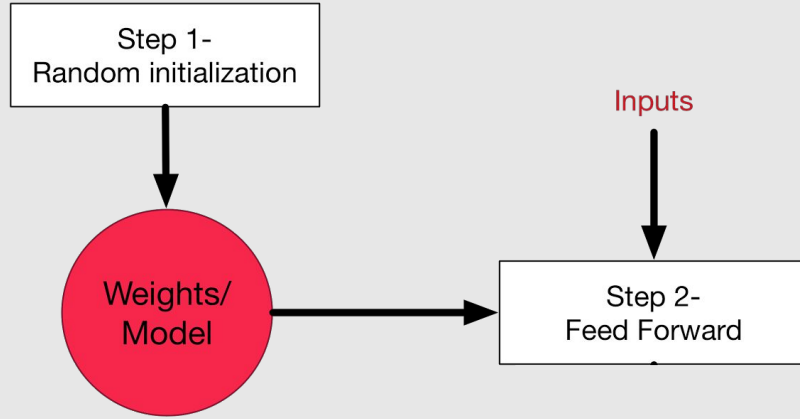 Step 1-
Random initialization
Inputs
Weights/
Model
Step 2-
Feed Forward